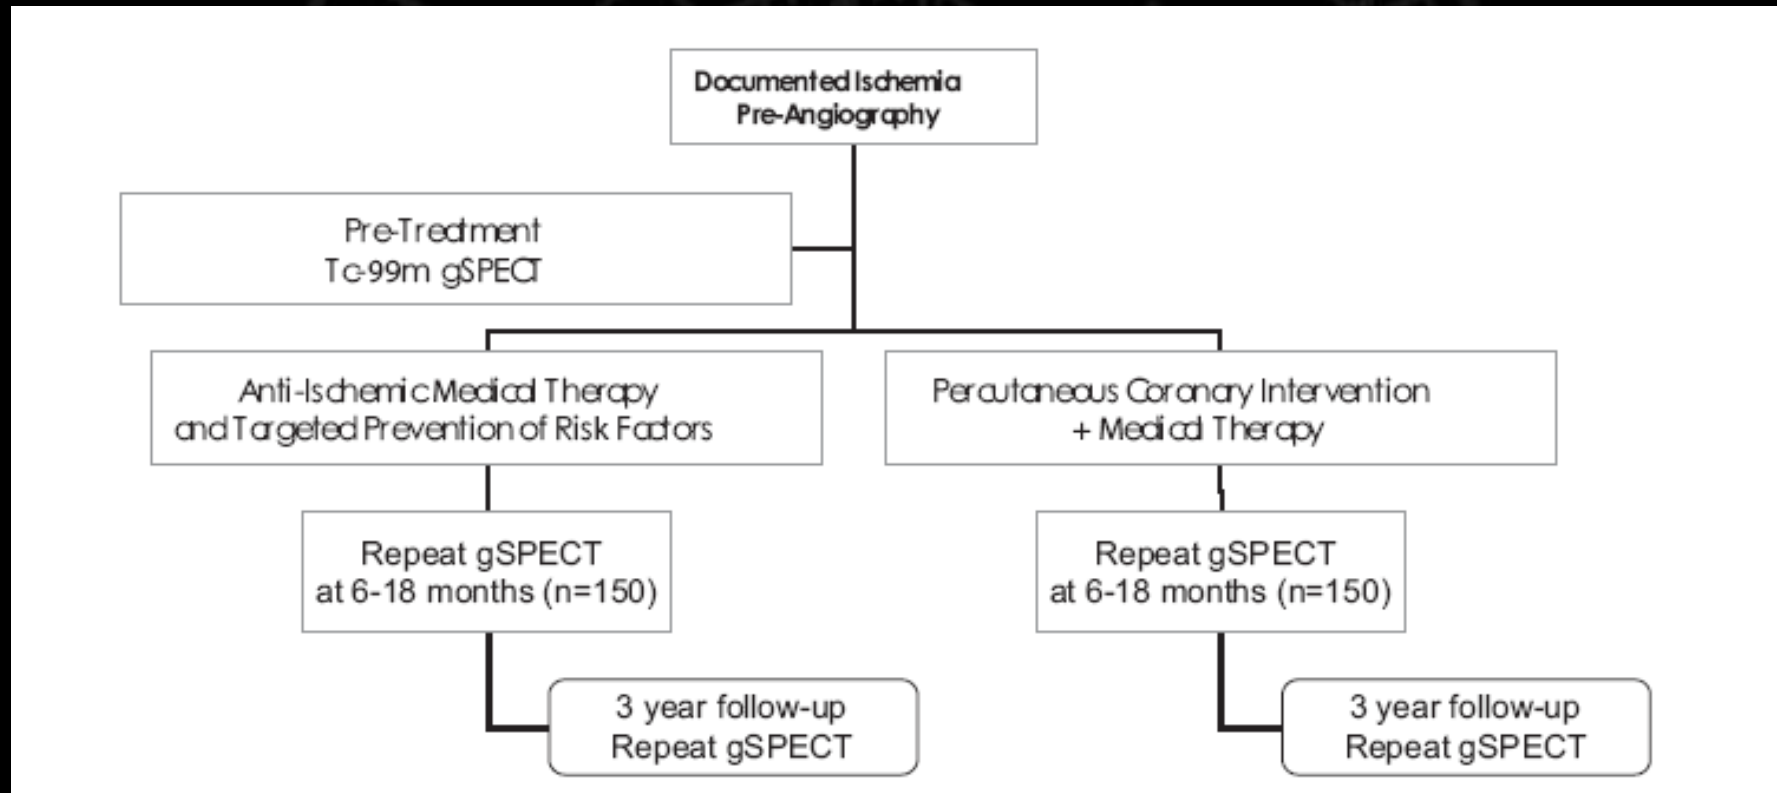 Documented Ischemia
Pre-Angiography
Pre-Treatment
Tc-99m gSPECT
Anti-Ischemic Medical Therapy
and Targeted Prevention of Risk Factors
Percutaneous Coronary Intervention
+ Medical Therapy
Repeat gSPECT
at 6-18 months (n=150)
Repeat gSPECT
at 6-18 months (n=150)
3 year follow-up
Repeat gSPECT
3 year follow-up
Repeat gSPECT